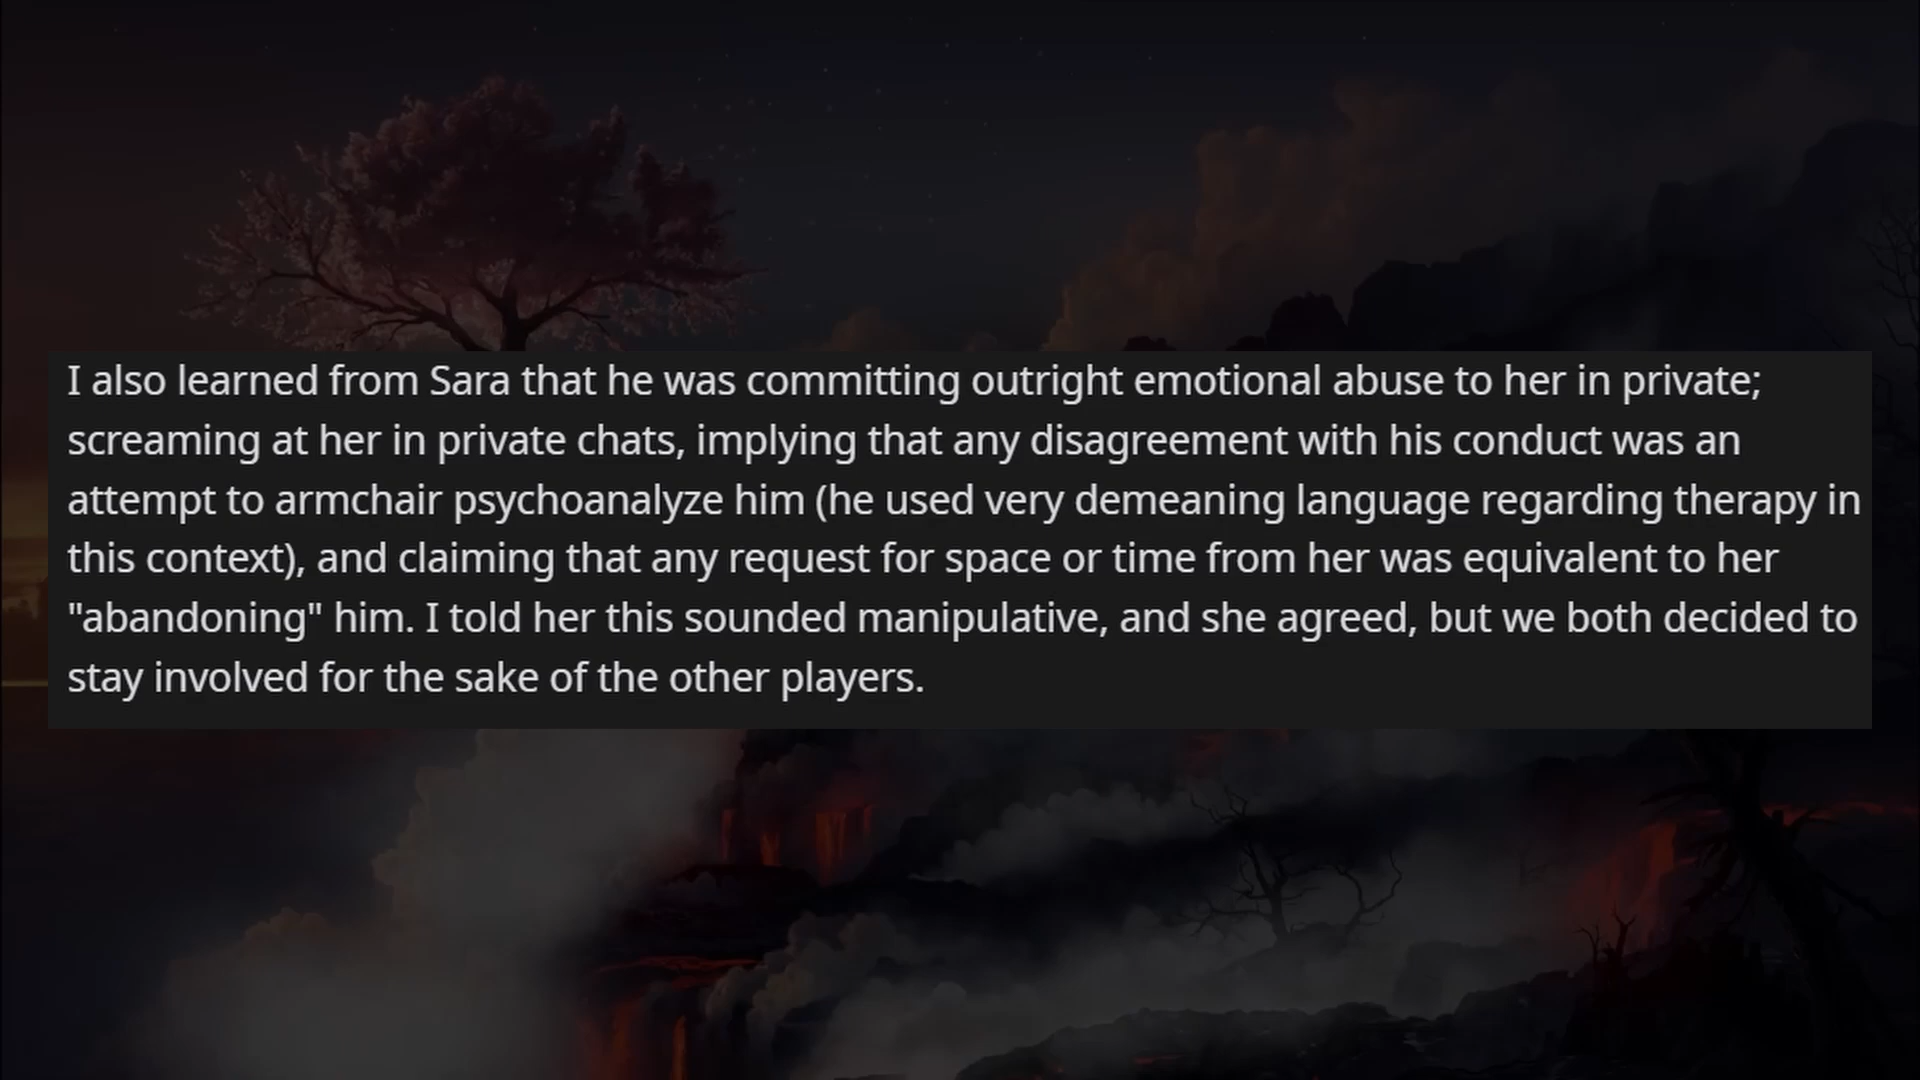 I also learned from Sara that he was committing outright emotional abuse to her in private;
screaming at her in private chats, implying that any disagreement with his conduct was an
attempt to armchair psychoanalyze him (he used very demeaning language regarding therapy in
this context), and claiming that any request for space or time from her was equivalent to her
"abandoning" him. I told her this sounded manipulative, and she agreed, but we both decided to
stay involved for the sake of the other players.